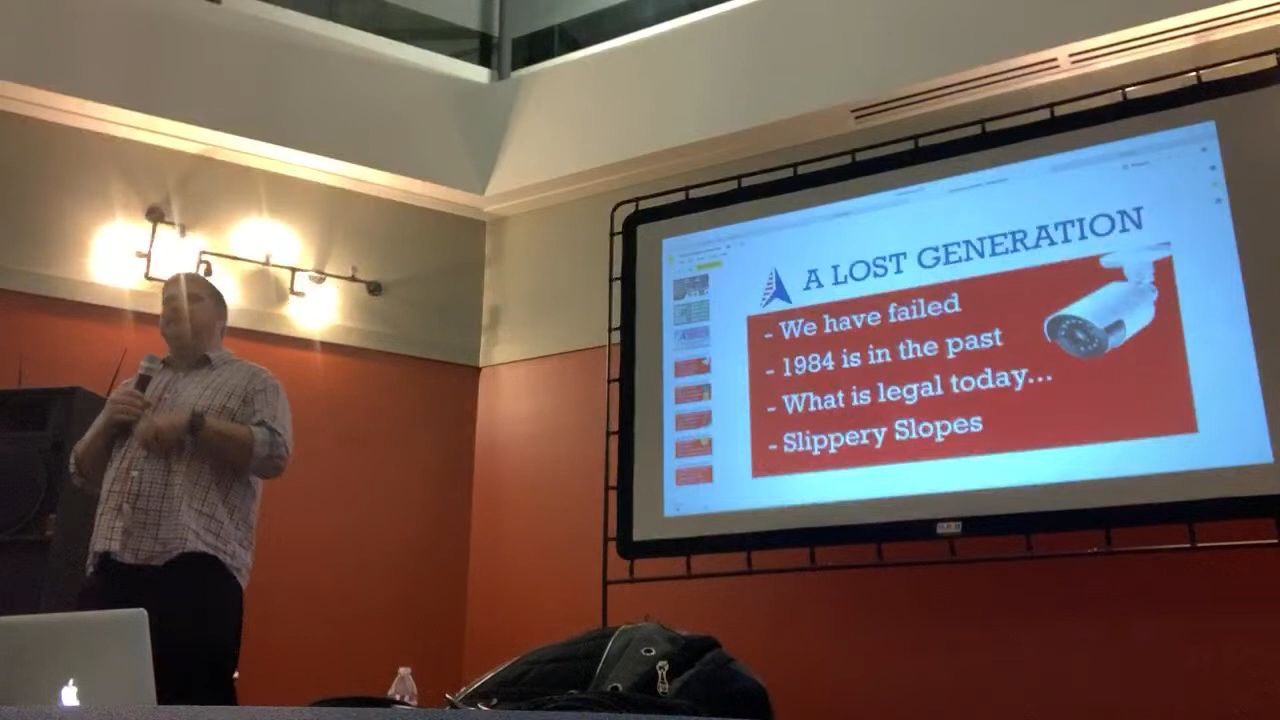 A LOST GENERATION
- We have failed
- 1984 is in the past
- What is legal today...
- Slippery Slopes